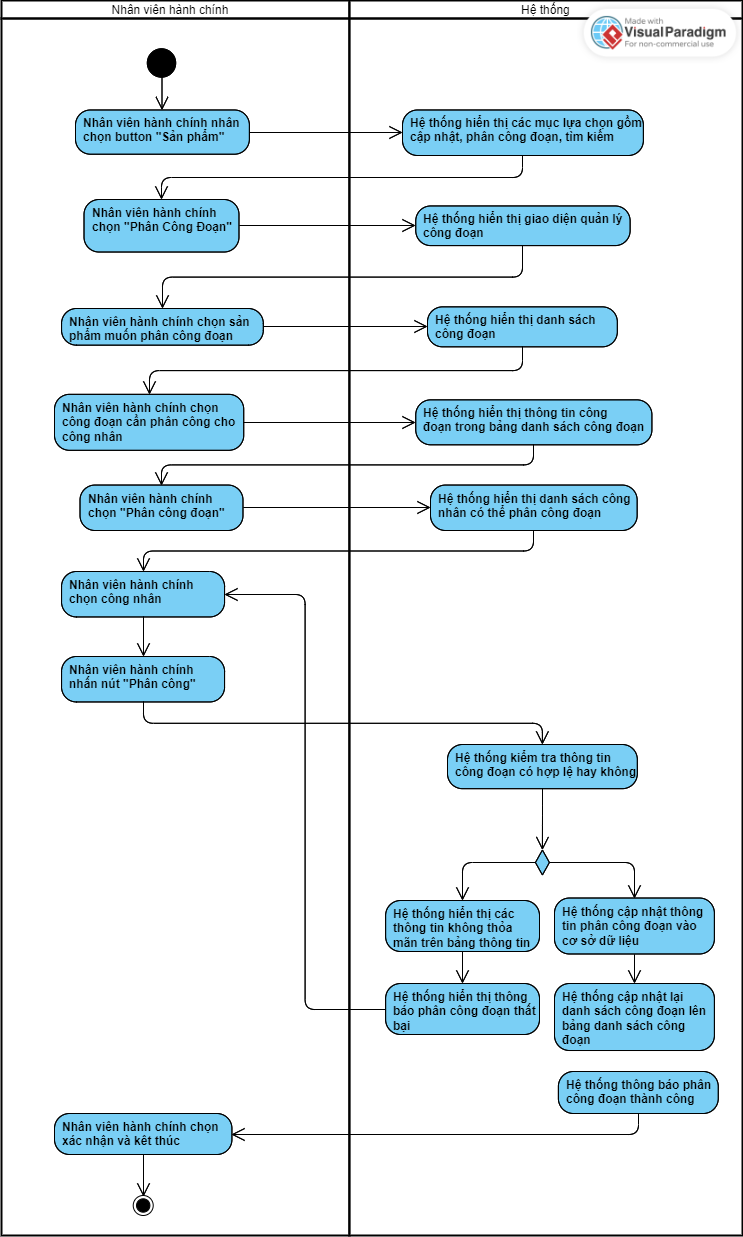 Nhân viên hành chính
Hệ thống
Made with
VisualParadigm
For non-commercial use
Nhân viên hành chính nhấn
chọn button "Sản phẩm"
Hệ thống hiển thị các mục lựa chọn gồm
cập nhật, phân công đoạn, tìm kiếm
Nhân viên hành chính
chọn "Phân Công Đoạn"
Hệ thống hiển thị giao diện quản lý
công đoạn
Nhân viên hành chính chọn sản
phẩm muốn phân công đoạn
Hệ thống hiển thị danh sách
công đoạn
Nhân viên hành chính chọn
công đoạn cần phân công cho
công nhân
Hệ thống hiển thị thông tin công
đoạn trong bảng danh sách công đoạn
Nhân viên hành chính
chọn "Phân công đoạn"
Hệ thống hiển thị danh sách công
nhân có thể phân công đoạn
Nhân viên hành chính
chọn công nhân
Nhân viên hành chính
nhấn nút "Phân công"
Hệ thống kiểm tra thông tin
công đoạn có hợp lệ hay không
Hệ thống hiển thị các
thông tin không thỏa
mãn trên bảng thông tin
Hệ thống cập nhật thông
tin phân công đoạn vào
cơ sở dữ liệu
Hệ thống hiển thị thông
báo phân công đoạn thất
bại
Hệ thống cập nhật lại
danh sách công đoạn lên
bảng danh sách công
đoạn
Hệ thống thông báo phân
công đoạn thành công
Nhân viên hành chính chọn
xác nhận và kết thúc